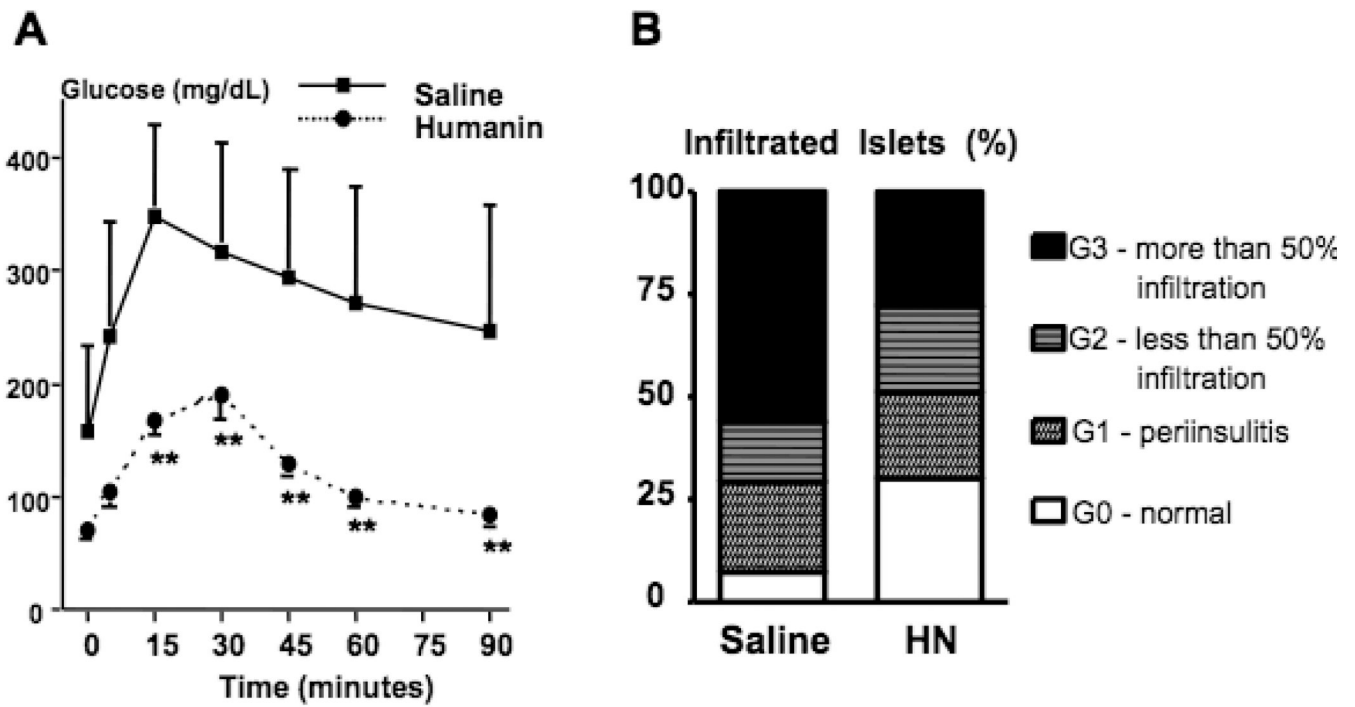 A
Glucose (mg/dL)
Saline
Humanin
400
300
200
100
0
**
**
**
**
**
0 15 30 45 60 75 90
Time (minutes)
B
Infiltrated Islets (%)
100
75
50
25
0
Saline HN
G3 - more than 50%
infiltration
G2 - less than 50%
infiltration
G1 - periinsulitis
G0 - normal